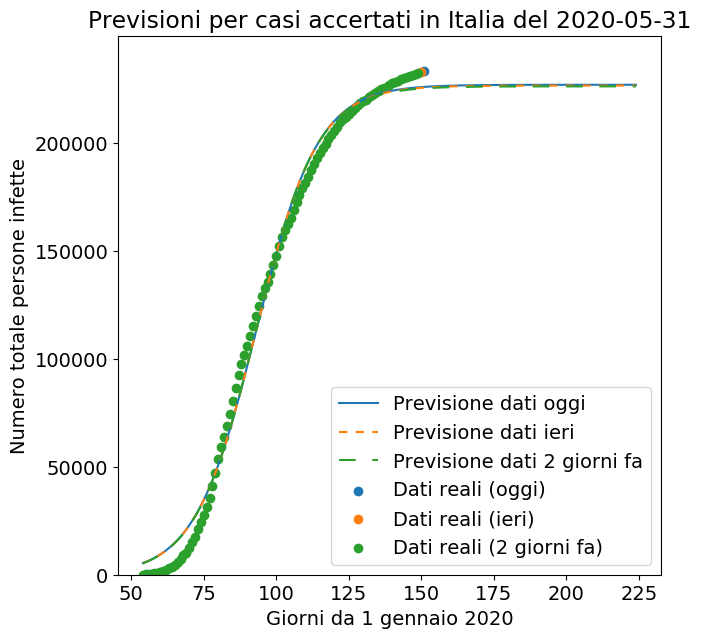 Previsioni per casi accertati in Italia del 2020-05-31
Numero totale persone infette
200000
150000
100000
50000
0
50
75
100
125
150
175
200
225
Giorni da 1 gennaio 2020
Previsione dati oggi
Previsione dati ieri
Previsione dati 2 giorni fa
Dati reali (oggi)
Dati reali (ieri)
Dati reali (2 giorni fa)